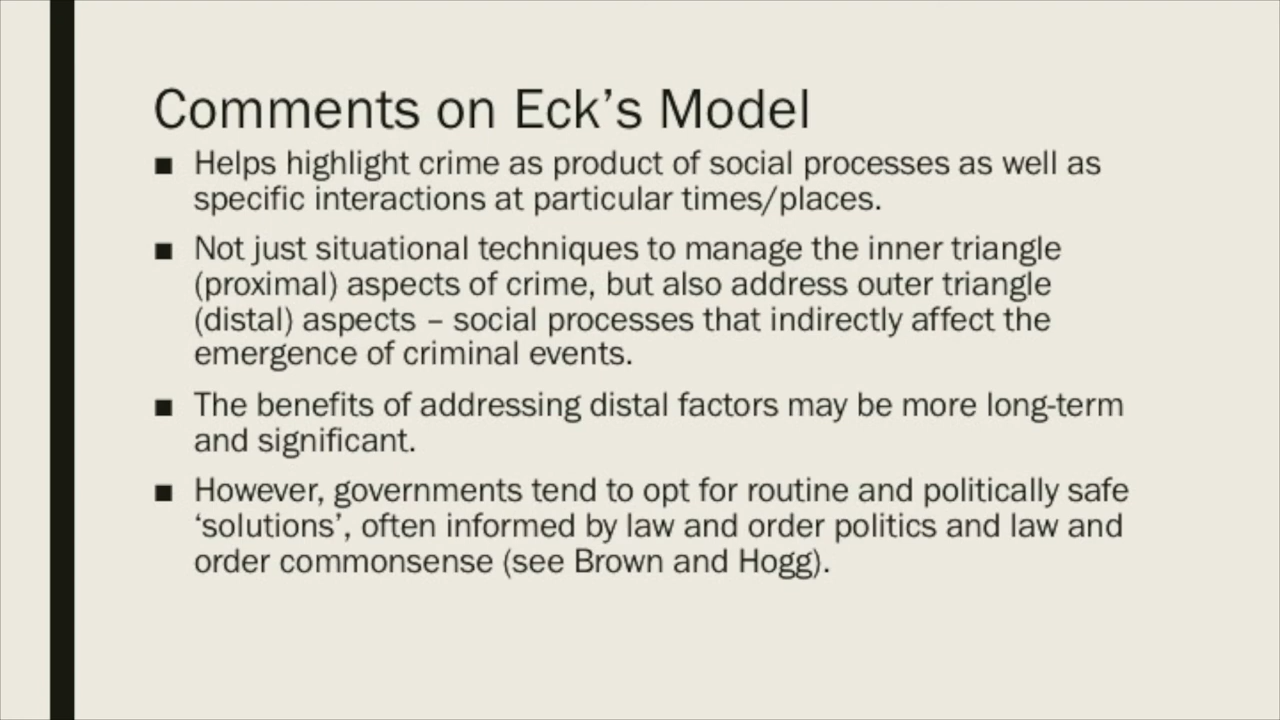 Comments on Eck’s Model
■ Helps highlight crime as product of social processes as well as
specific interactions at particular times/places.
■ Not just situational techniques to manage the inner triangle
(proximal) aspects of crime, but also address outer triangle
(distal) aspects – social processes that indirectly affect the
emergence of criminal events.
■ The benefits of addressing distal factors may be more long-term
and significant.
■ However, governments tend to opt for routine and politically safe
‘solutions’, often informed by law and order politics and law and
order commonsense (see Brown and Hogg).